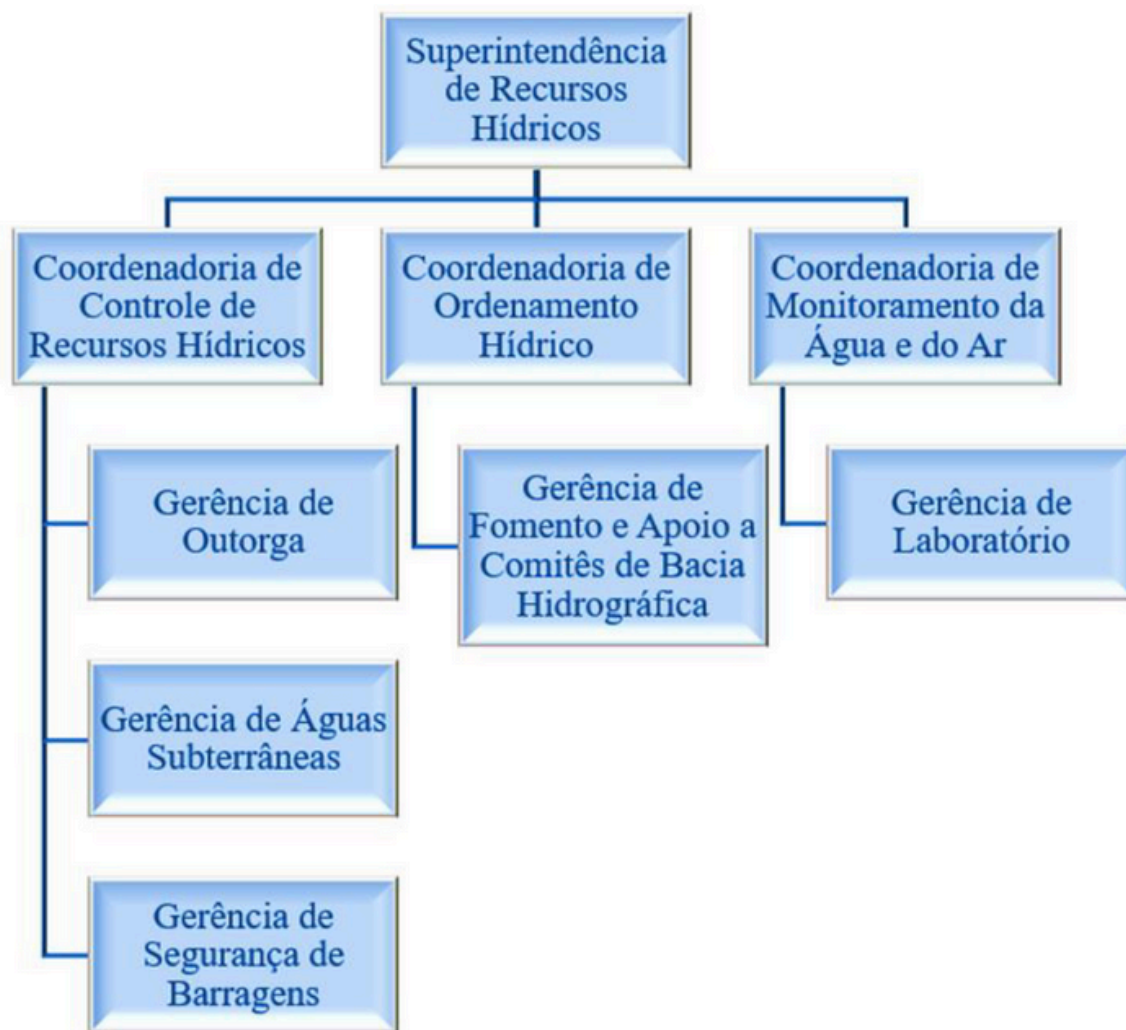 Superintendência
de Recursos
Hídricos
Coordenadoria de
Controle de
Recursos Hídricos
Coordenadoria de
Ordenamento
Hídrico
Coordenadoria de
Monitoramento da
Água e do Ar
Gerência de
Outorga
Gerência de Águas
Subterrâneas
Gerência de
Segurança de
Barragens
Gerência de
Fomento e Apoio a
Comitês de Bacia
Hidrográfica
Gerência de
Laboratório